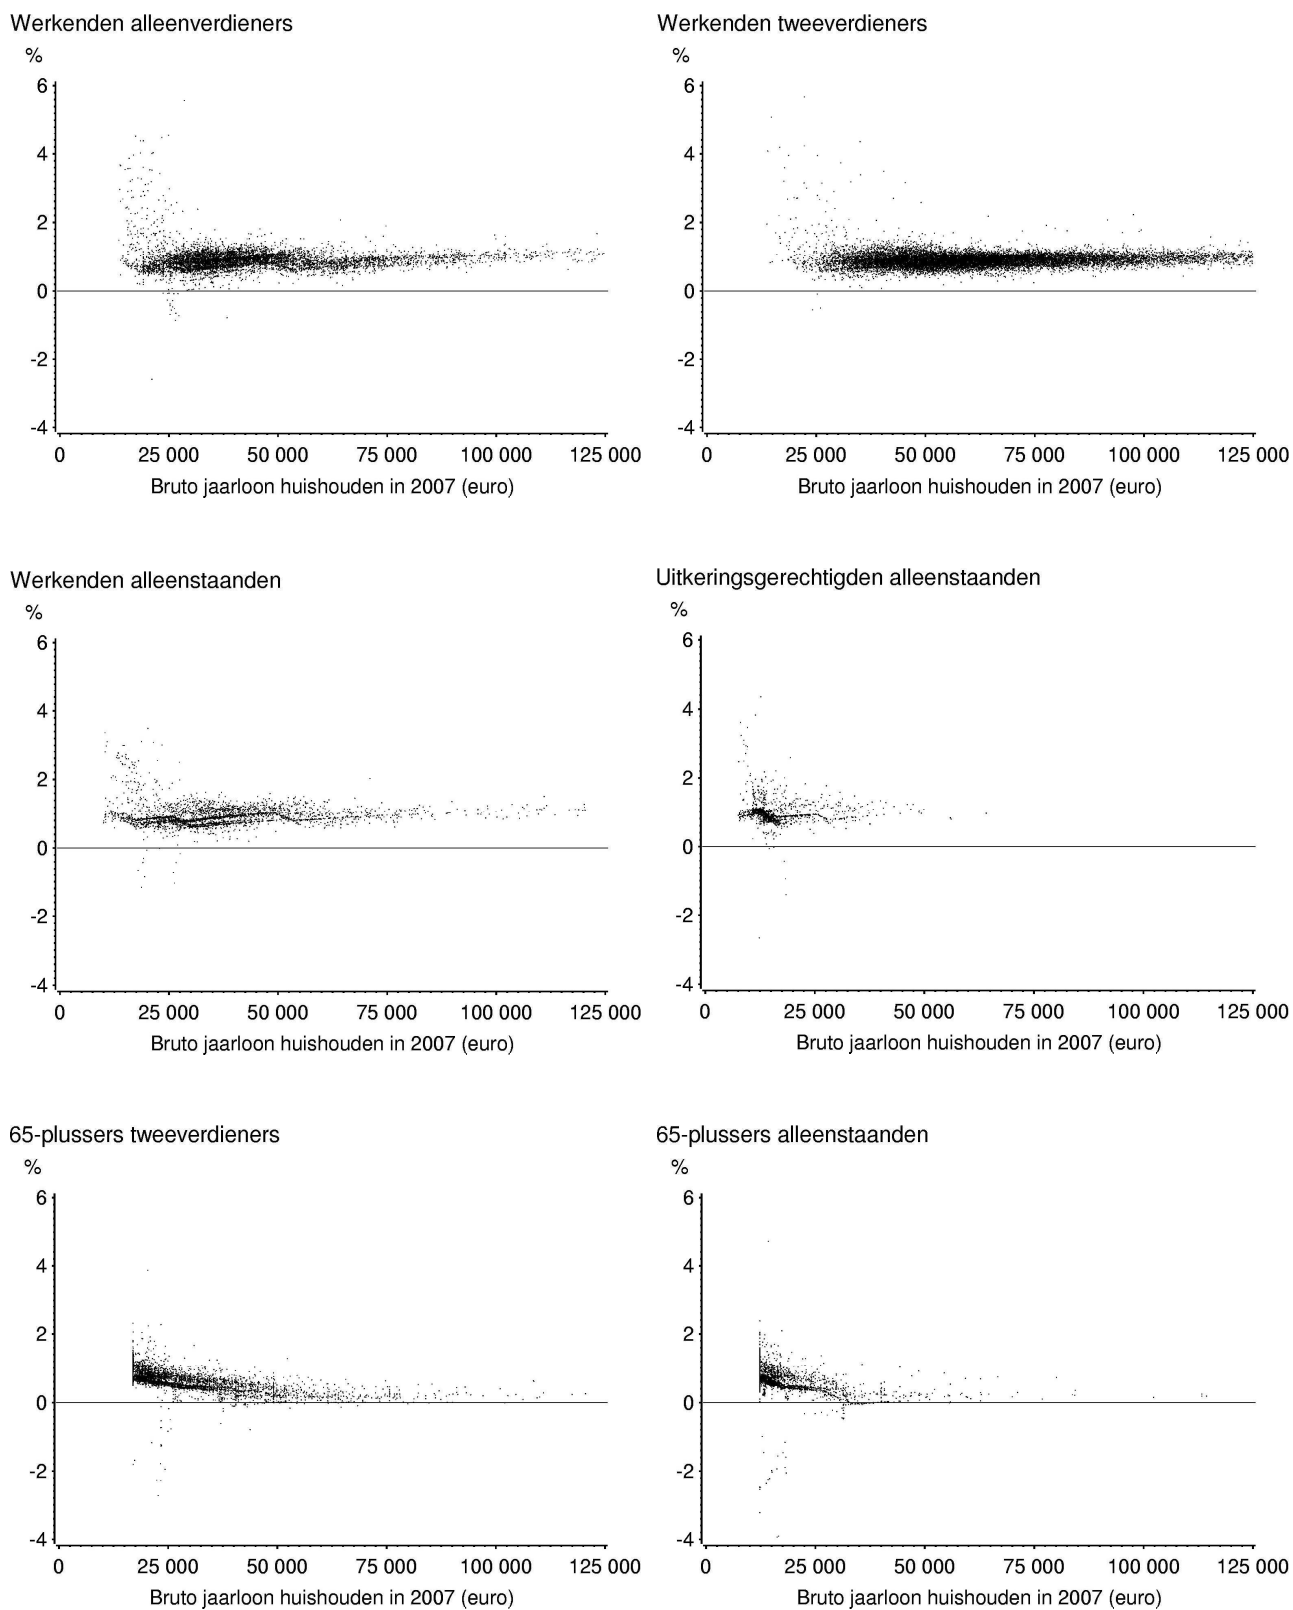 Werkenden alleenverdieners
%
6
4
2
0
-2
-4
0 25 000 50 000 75 000 100 000 125 000
Bruto jaarloon huishouden in 2007 (euro)
Werkenden tweeverdieners
%
6
4
2
0
-2
-4
0 25 000 50 000 75 000 100 000 125 000
Bruto jaarloon huishouden in 2007 (euro)
Werkenden alleenstaanden
%
6
4
2
0
-2
-4
0 25 000 50 000 75 000 100 000 125 000
Bruto jaarloon huishouden in 2007 (euro)
Uitkeringsgerechtigden alleenstaanden
%
6
4
2
0
-2
-4
0 25 000 50 000 75 000 100 000 125 000
Bruto jaarloon huishouden in 2007 (euro)
65-plussers tweeverdieners
%
6
4
2
0
-2
-4
0 25 000 50 000 75 000 100 000 125 000
Bruto jaarloon huishouden in 2007 (euro)
65-plussers alleenstaanden
%
6
4
2
0
-2
-4
0 25 000 50 000 75 000 100 000 125 000
Bruto jaarloon huishouden in 2007 (euro)